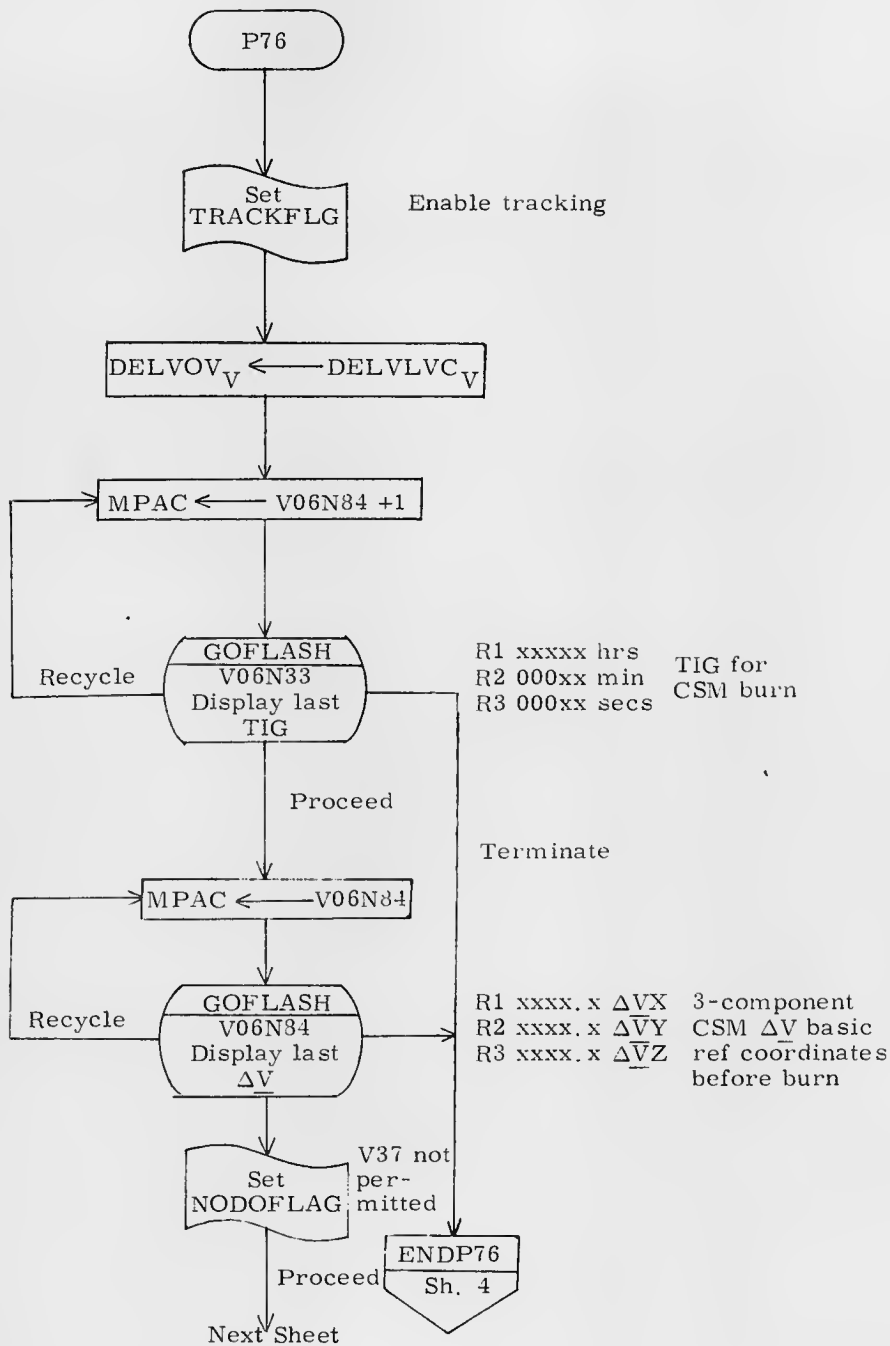 P76
Set
TRACKFLG
Enable tracking
DELVOV_V ← DELVLVC_V
MPAC ← V06N84 +1
Recycle
GOFLASH
V06N33
Display last
TIG
R1 xxxxx hrs
R2 000xx min
R3 000xx secs
TIG for
CSM burn
Proceed
Terminate
MPAC ← V06N84
Recycle
GOFLASH
V06N84
Display last
ΔV
R1 xxxx.x ΔVX 3-component
R2 xxxx.x ΔVY CSM ΔV basic
R3 xxxx.x ΔVZ ref coordinates
before burn
Set
NODOFLAG
V37 not
per-
mitted
ENDP76
Sh. 4
Proceed
Next Sheet